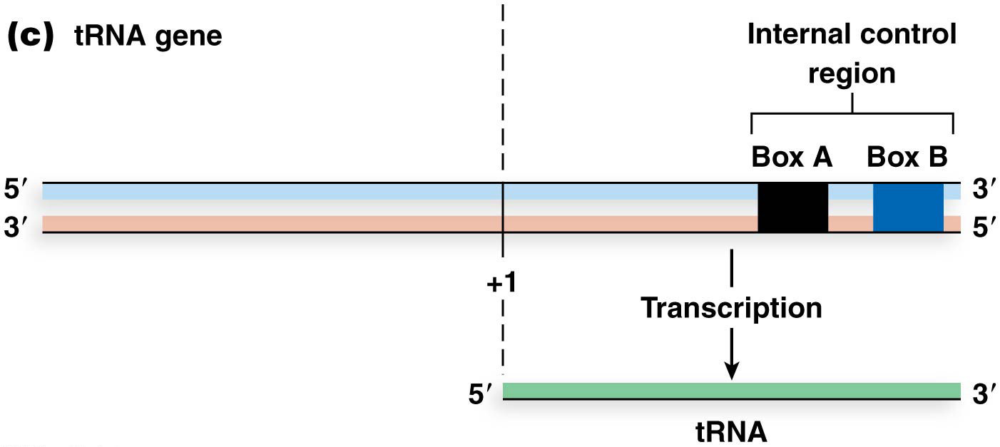 (c) tRNA gene
Internal control
region
Box A Box B
5′ 3′
3′ 5′
+1
Transcription
5′ 3′
tRNA